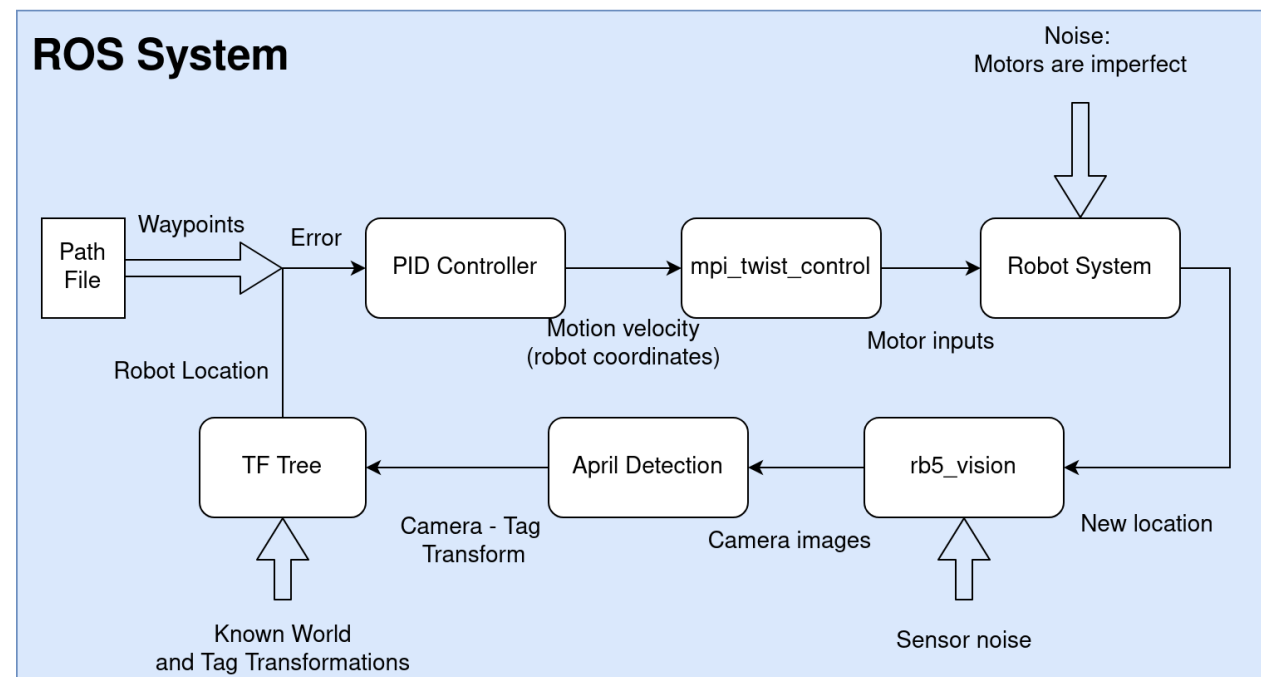 ROS System
Noise:
Motors are imperfect
Path
File
Waypoints
Error
PID Controller
mpi_twist_control
Robot System
Motion velocity
(robot coordinates)
Motor inputs
Robot Location
TF Tree
April Detection
rb5_vision
Camera - Tag
Transform
Camera images
New location
Known World
and Tag Transformations
Sensor noise